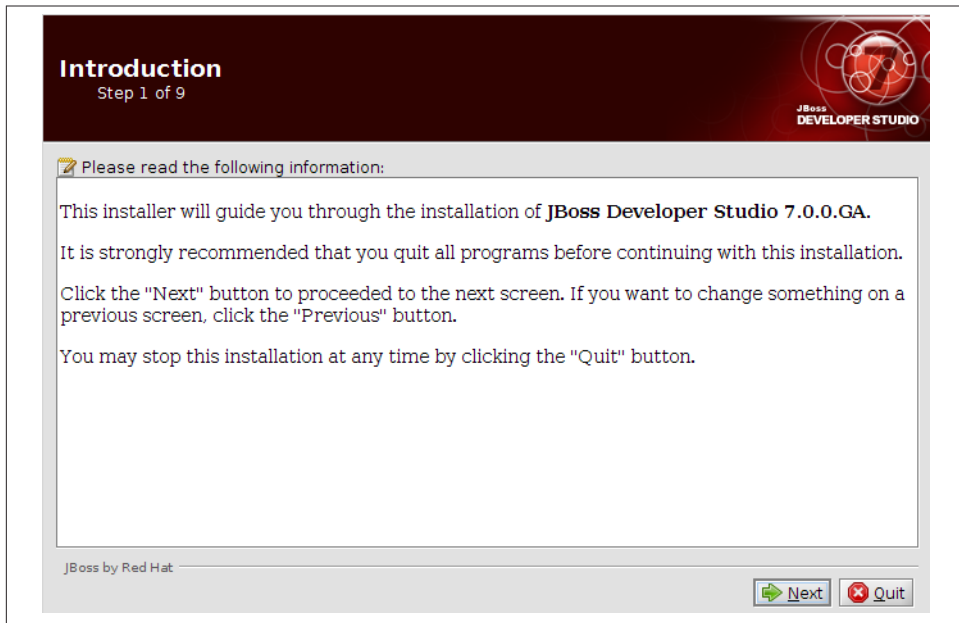 Introduction
Step 1 of 9
7
JBoss
DEVELOPER STUDIO
Please read the following information:
This installer will guide you through the installation of JBoss Developer Studio 7.0.0.GA.
It is strongly recommended that you quit all programs before continuing with this installation.
Click the "Next" button to proceeded to the next screen. If you want to change something on a
previous screen, click the "Previous" button.
You may stop this installation at any time by clicking the "Quit" button.
JBoss by Red Hat
Next
Quit